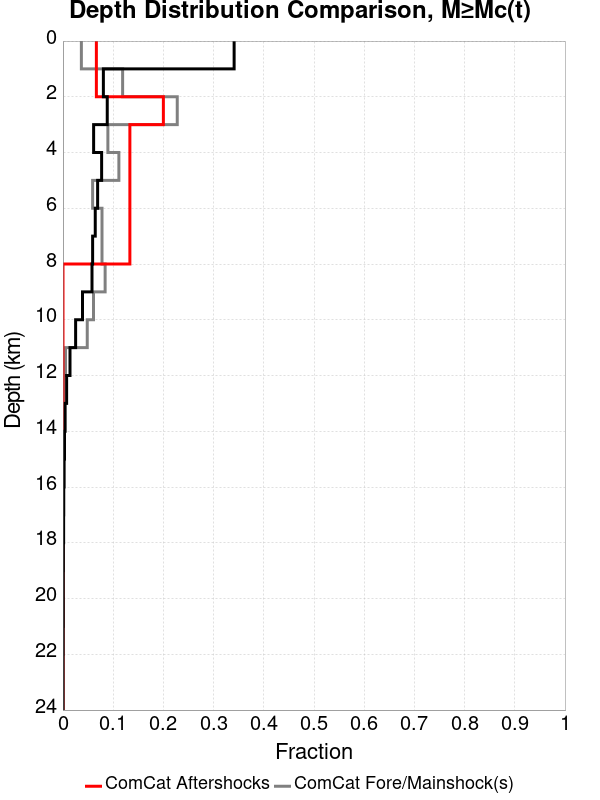 Depth Distribution Comparison, M≥Mc(t)
0
2
4
6
8
10
12
14
16
18
20
22
24
Depth (km)
0 0.1 0.2 0.3 0.4 0.5 0.6 0.7 0.8 0.9 1
Fraction
ComCat Aftershocks ComCat Fore/Mainshock(s)